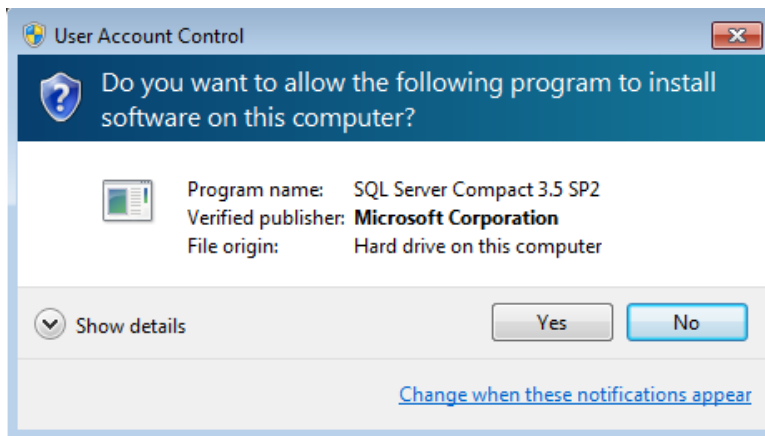 User Account Control
Do you want to allow the following program to install
software on this computer?
Program name: SQL Server Compact 3.5 SP2
Verified publisher: Microsoft Corporation
File origin: Hard drive on this computer
Show details
Yes No
Change when these notifications appear